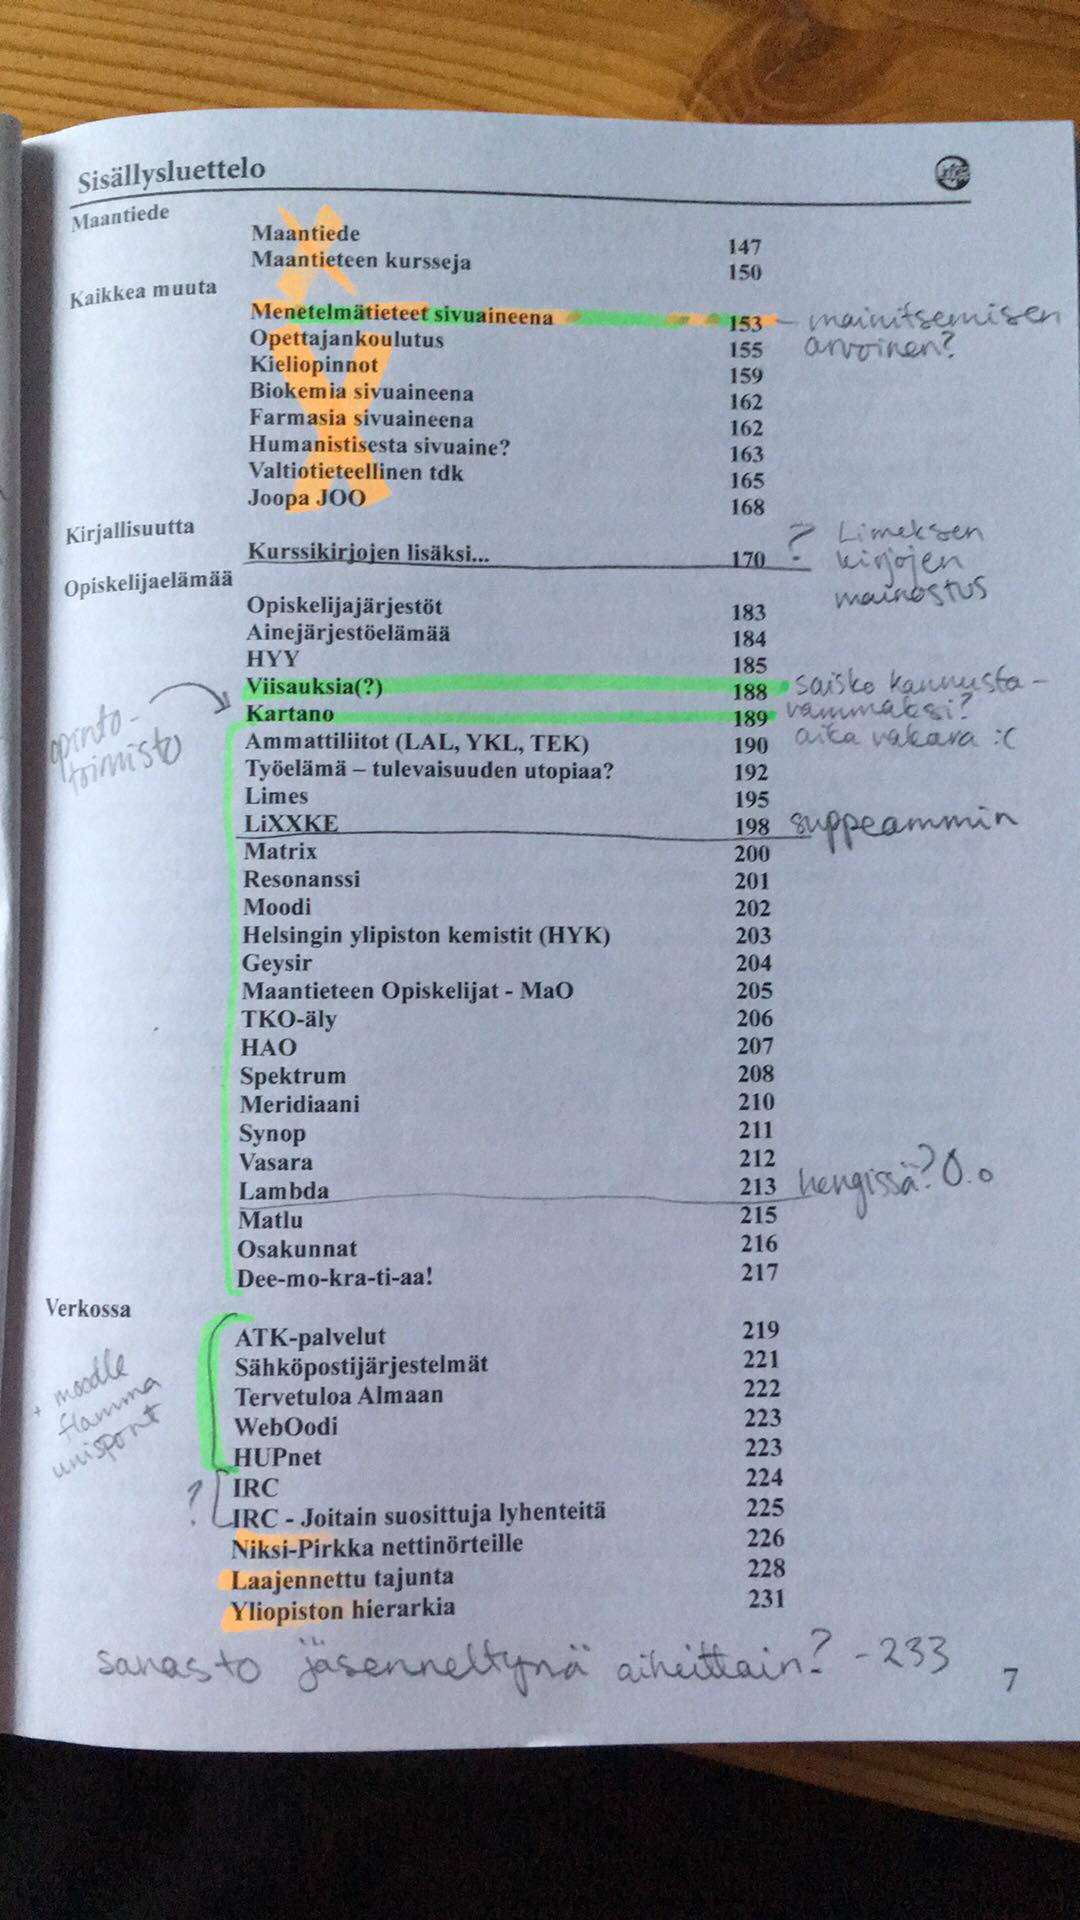 Sisällysluettelo
Maantiede
Maantiede 147
Maantieteen kursseja 150
Kaikkea muuta
Menetelmätieteet sivuaineena 153 mainitsemisen
arvoinen?
Opettajankoulutus 155
Kieliopinnot 159
Biokemia sivuaineena 162
Farmasia sivuaineena 162
Humanistisesta sivuaine? 163
Valtiotieteellinen tdk 165
Joopa JOO 168
Kirjallisuutta
Kurssikirjojen lisäksi... 170 ? Limeksen
kirjojen
mainostus
Opiskelijaelämää
Opiskelijajärjestöt 183
Ainejärjestöelämää 184
HYY 185
Viisauksia(?) 188 saisko kannusta-
vammaksi?
aika vakara :(
opinto-
toimisto
Kartano 189
Ammattiliitot (LAL, YKL, TEK) 190
Työelämä – tulevaisuuden utopiaa? 192
Limes 195
LiXXKE 198 suppeammin
Matrix 200
Resonanssi 201
Moodi 202
Helsingin ylipiston kemistit (HYK) 203
Geysir 204
Maantieteen Opiskelijat - MaO 205
TKO-äly 206
HAO 207
Spektrum 208
Meridiaani 210
Synop 211
Vasara 212
Lambda 213 hengissä? O.o
Matlu 215
Osakunnat 216
Dee-mo-kra-ti-aa! 217
Verkossa
ATK-palvelut 219
Sähköpostijärjestelmät 221
Tervetuloa Almaan 222
WebOodi 223
HUPnet 223
+ moodle
flamma
unisport
?
IRC 224
IRC - Joitain suosittuja lyhenteitä 225
Niksi-Pirkka nettinörteille 226
Laajennettu tajunta 228
Yliopiston hierarkia 231
sanasto jäsenneltynä aiheittain? - 233
7